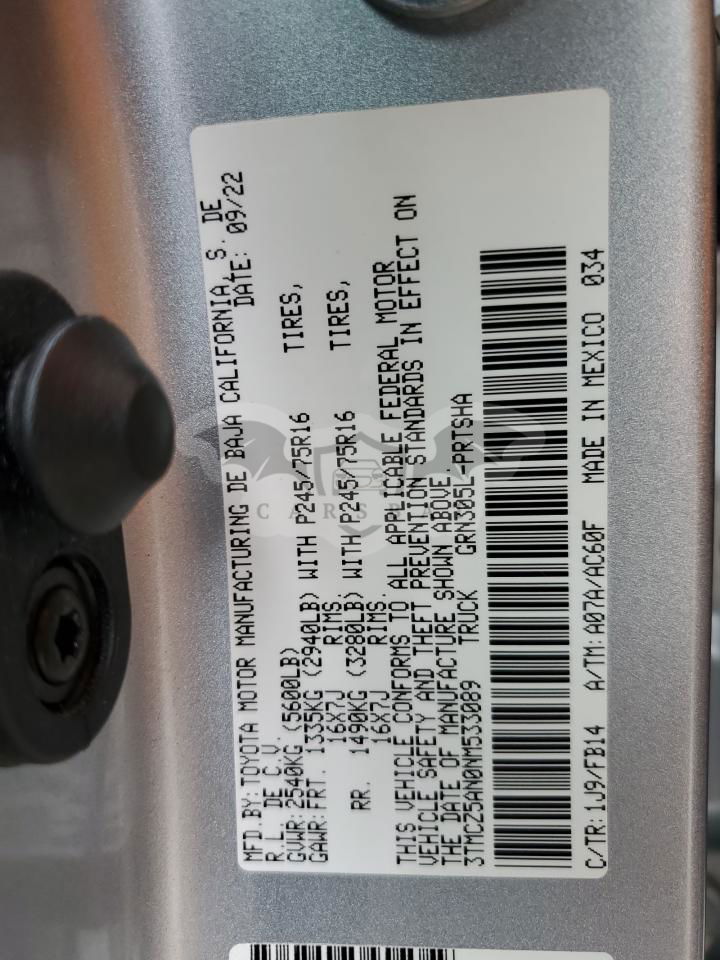 MFD.BY: TOYOTA MOTOR MANUFACTURING DE BAJA CALIFORNIA, S. DE
R.L. DE C.V. DATE: 09/22
GVWR: 2540KG (5600LB)
GAWR: FRT. 1335KG (2940LB) WITH P245/75R16 TIRES,
16X7J RIMS.
RR. 1490KG (3280LB) WITH P245/75R16 TIRES,
16X7J RIMS.
THIS VEHICLE CONFORMS TO ALL APPLICABLE FEDERAL MOTOR
VEHICLE SAFETY AND THEFT PREVENTION STANDARDS IN EFFECT ON
THE DATE OF MANUFACTURE SHOWN ABOVE.
3TMCZ5AN0NM533089 TRUCK GRN305L-PRTSHA
C/TR: 1J9/FB14 A/TM: A07A/AC60F MADE IN MEXICO 034